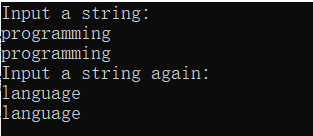 Input a string:
programming
programming
Input a string again:
language
language